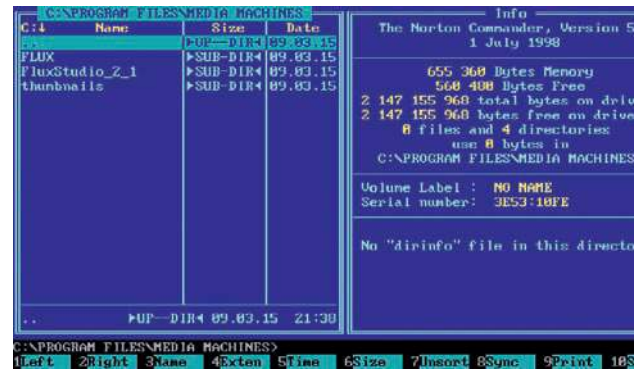 C:\PROGRAM FILES\MEDIA MACHINES
C:↓ Name Size Date
.. ►UP--DIR◄ 09.03.15
FLUX ►SUB-DIR◄ 09.03.15
FluxStudio_Z_1 ►SUB-DIR◄ 09.03.15
thumbnails ►SUB-DIR◄ 09.03.15
.. ►UP--DIR◄ 09.03.15 21:38
Info
The Norton Commander, Version 5
1 July 1998
655 360 Bytes Memory
560 480 Bytes Free
2 147 155 968 total bytes on driv
2 147 155 968 bytes free on drive
0 files and 4 directories
use 0 bytes in
C:\PROGRAM FILES\MEDIA MACHINES
Volume Label : NO NAME
Serial number: 3E53:10FE
No "dirinfo" file in this directo
C:\PROGRAM FILES\MEDIA MACHINES>
1Left 2Right 3Name 4Exten 5Time 6Size 7Unsort 8Sync 9Print 10S